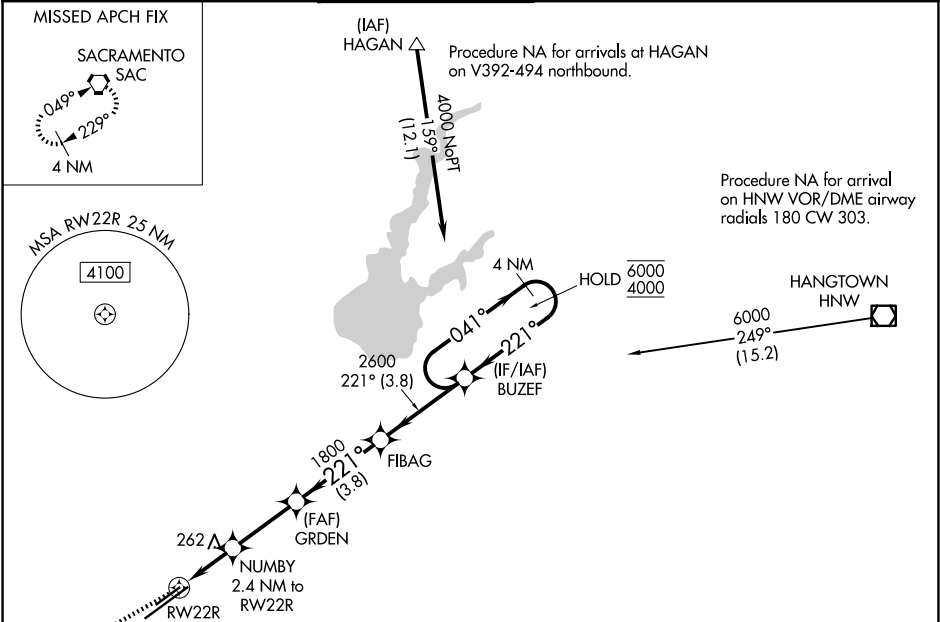 MISSED APCH FIX
SACRAMENTO
SAC
049°
229°
4 NM
MSA RW22R 25 NM
4100
(IAF)
HAGAN
Procedure NA for arrivals at HAGAN
on V392-494 northbound.
4000 NoPT
159°
(12.1)
Procedure NA for arrival
on HNW VOR/DME airway
radials 180 CW 303.
4 NM
HOLD
6000
4000
041°
221°
HANGTOWN
HNW
6000
249°
(15.2)
2600
221° (3.8)
(IF/IAF)
BUZEF
FIBAG
1800
221°
(3.8)
(FAF)
GRDEN
262
NUMBY
2.4 NM to
RW22R
RW22R